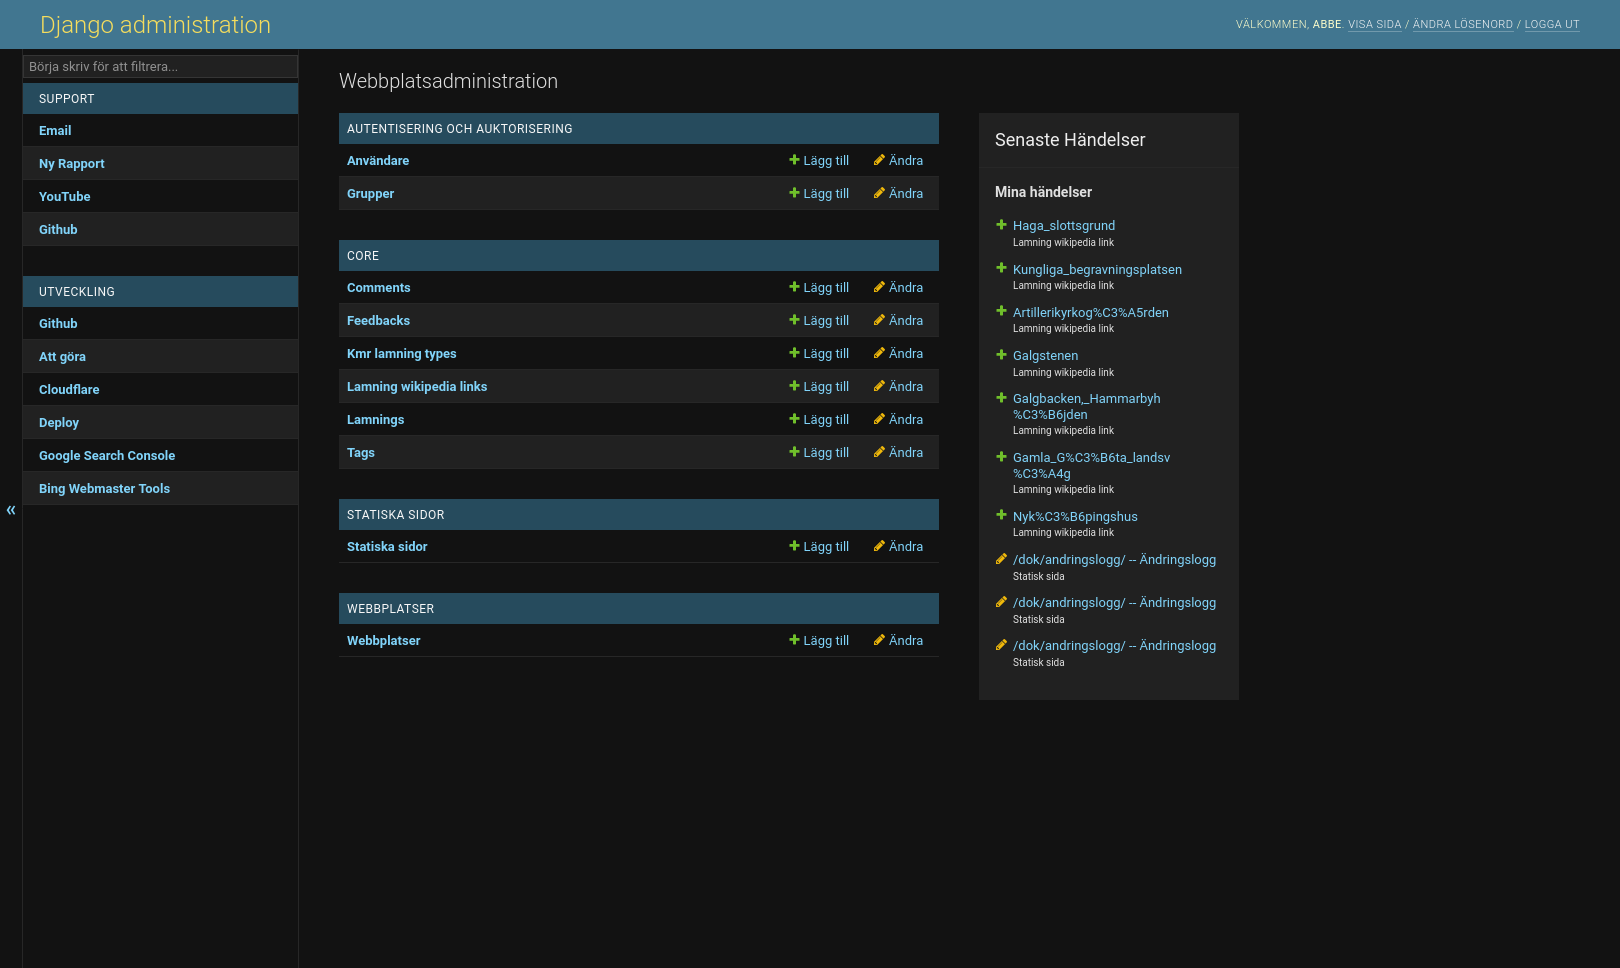 Django administration
VÄLKOMMEN, ABBE. VISA SIDA / ÄNDRA LÖSENORD / LOGGA UT
Börja skriv för att filtrera...
SUPPORT
Email
Ny Rapport
YouTube
Github
UTVECKLING
Github
Att göra
Cloudflare
Deploy
Google Search Console
Bing Webmaster Tools
«
Webbplatsadministration
AUTENTISERING OCH AUKTORISERING
Användare Lägg till Ändra
Grupper Lägg till Ändra
CORE
Comments Lägg till Ändra
Feedbacks Lägg till Ändra
Kmr lamning types Lägg till Ändra
Lamning wikipedia links Lägg till Ändra
Lamnings Lägg till Ändra
Tags Lägg till Ändra
STATISKA SIDOR
Statiska sidor Lägg till Ändra
WEBBPLATSER
Webbplatser Lägg till Ändra
Senaste Händelser
Mina händelser
Haga_slottsgrund
Lamning wikipedia link
Kungliga_begravningsplatsen
Lamning wikipedia link
Artillerikyrkog%C3%A5rden
Lamning wikipedia link
Galgstenen
Lamning wikipedia link
Galgbacken,_Hammarbyh
%C3%B6jden
Lamning wikipedia link
Gamla_G%C3%B6ta_landsv
%C3%A4g
Lamning wikipedia link
Nyk%C3%B6pingshus
Lamning wikipedia link
/dok/andringslogg/ -- Ändringslogg
Statisk sida
/dok/andringslogg/ -- Ändringslogg
Statisk sida
/dok/andringslogg/ -- Ändringslogg
Statisk sida